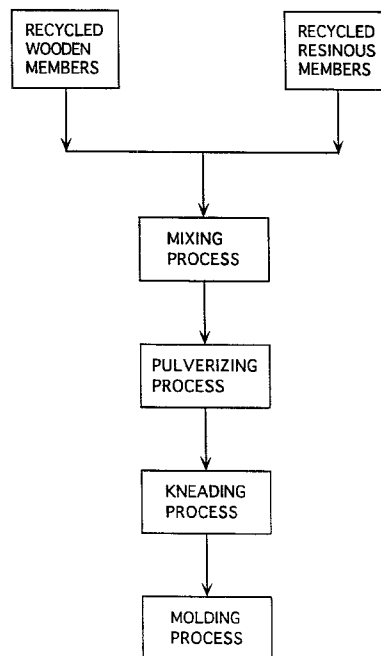 RECYCLED
WOODEN
MEMBERS
RECYCLED
RESINOUS
MEMBERS
MIXING
PROCESS
PULVERIZING
PROCESS
KNEADING
PROCESS
MOLDING
PROCESS